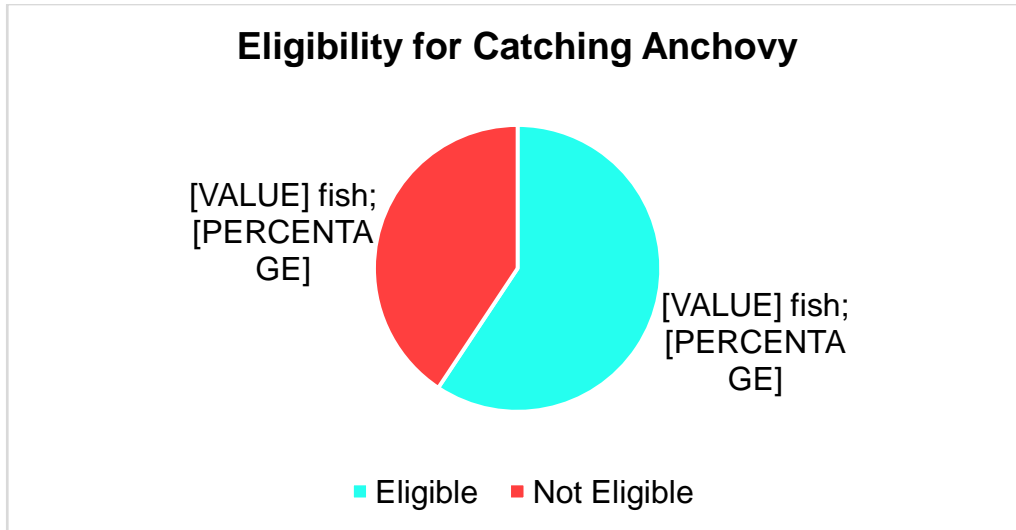 Eligibility for Catching Anchovy
[VALUE] fish;
[PERCENTA
GE]
[VALUE] fish;
[PERCENTA
GE]
Eligible
Not Eligible